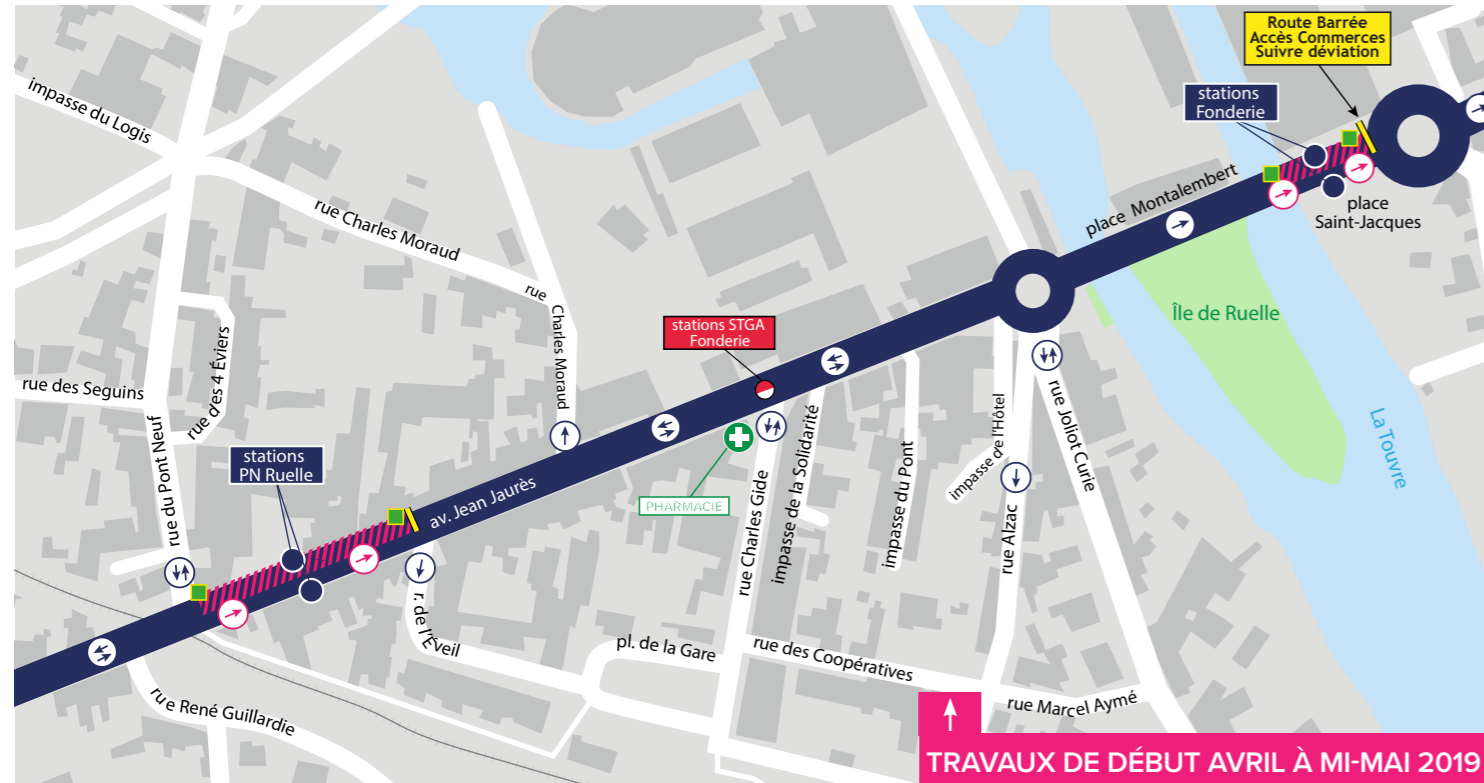 Route Barrée
Accès Commerces
Suivre déviation
impasse du Logis
stations
Fonderie
rue Charles Moraud
place Montalembert
place
Saint-Jacques
rue Charles Moraud
Île de Ruelle
stations STGA
Fonderie
rue des 4 Éviers
rue des Seguins
rue du Pont Neuf
stations
PN Ruelle
av. Jean Jaurès
PHARMACIE
rue Charles Gide
impasse de la Solidarité
impasse du Pont
impasse de l'Hôtel
rue Alzac
rue Joliot Curie
La Touvre
r. de l'Éveil
pl. de la Gare
rue des Coopératives
rue Marcel Aymé
rue René Guillardie
TRAVAUX DE DÉBUT AVRIL À MI-MAI 2019